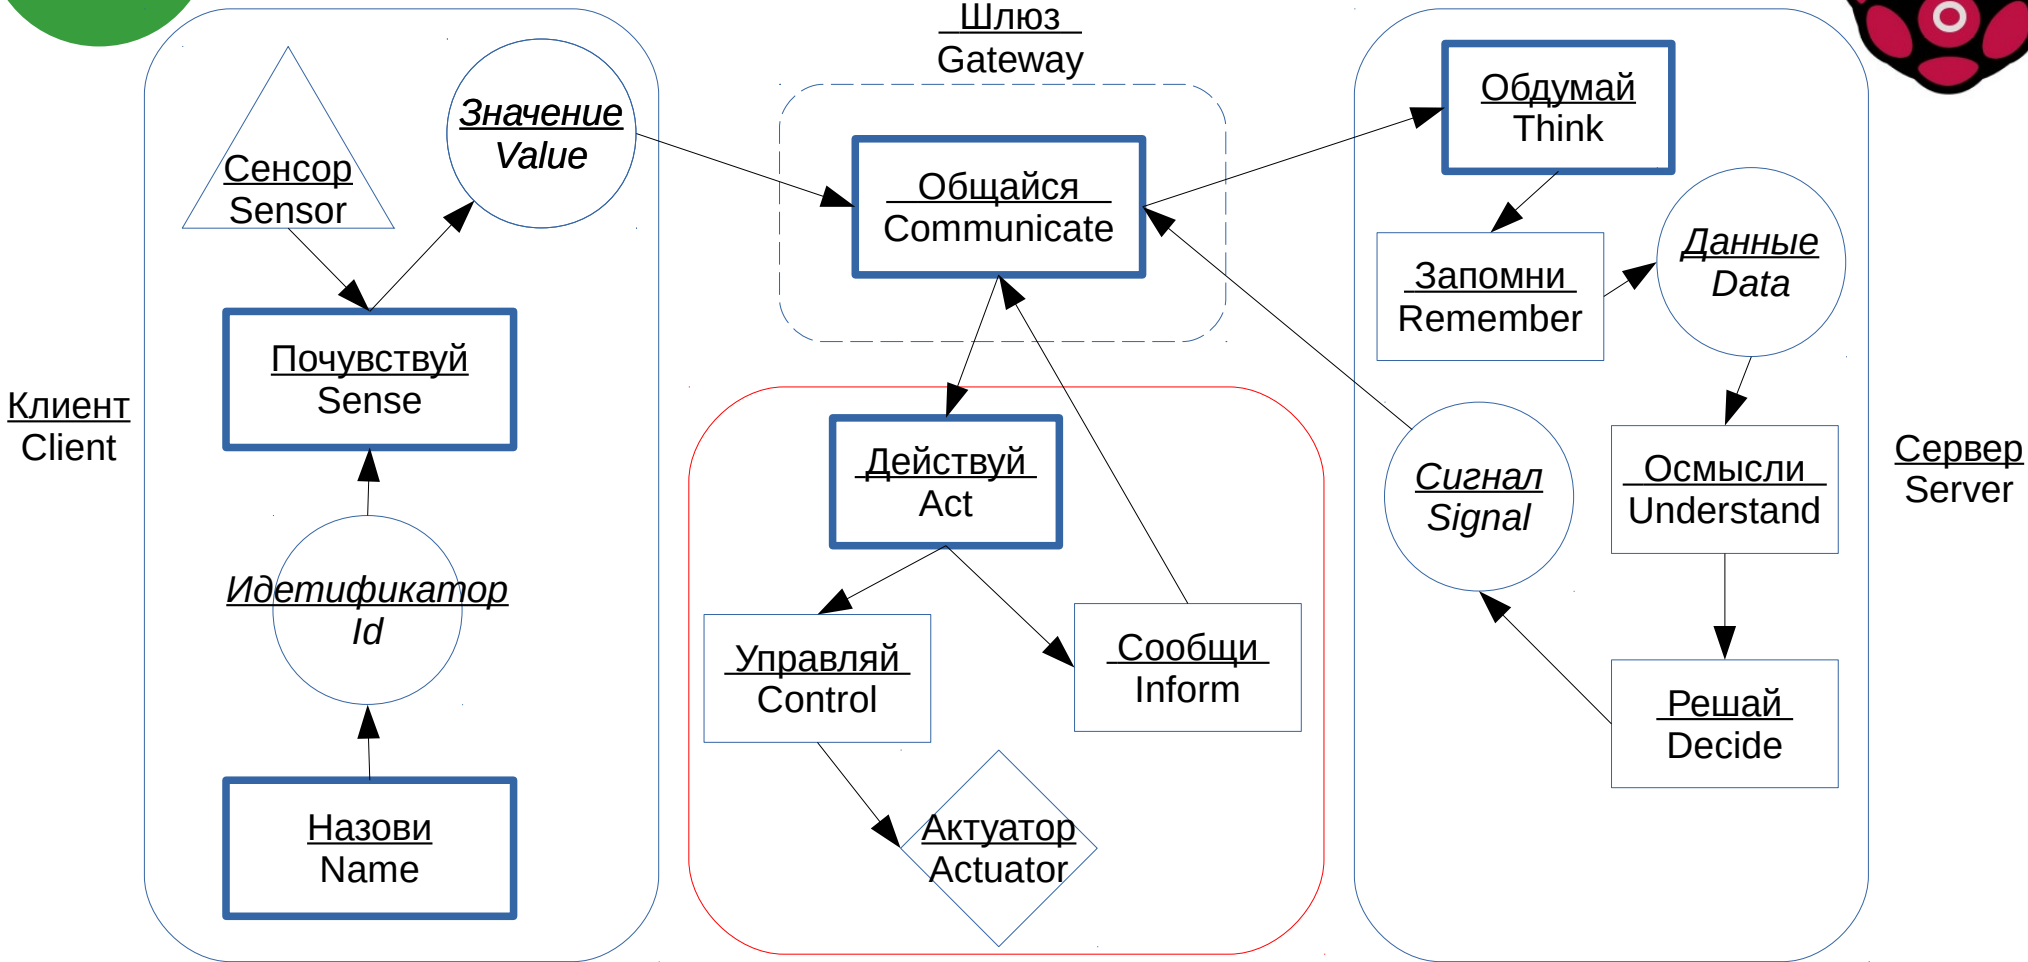 Шлюз
Gateway
Клиент
Client
Сенсор
Sensor
Значение
Value
Почувствуй
Sense
Идетификатор
Id
Назови
Name
Общайся
Communicate
Действуй
Act
Управляй
Control
Сообщи
Inform
Актуатор
Actuator
Обдумай
Think
Запомни
Remember
Данные
Data
Осмысли
Understand
Сигнал
Signal
Решай
Decide
Сервер
Server